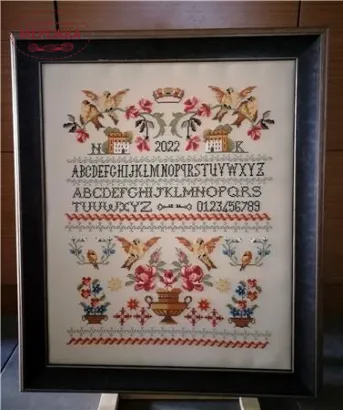 N 2022 K
ABCDEFGHIJKLMNOPQRSTUVWXYZ
ABCDEFGHIJKLMNOPQRS
TUVWXYZ 0123456789